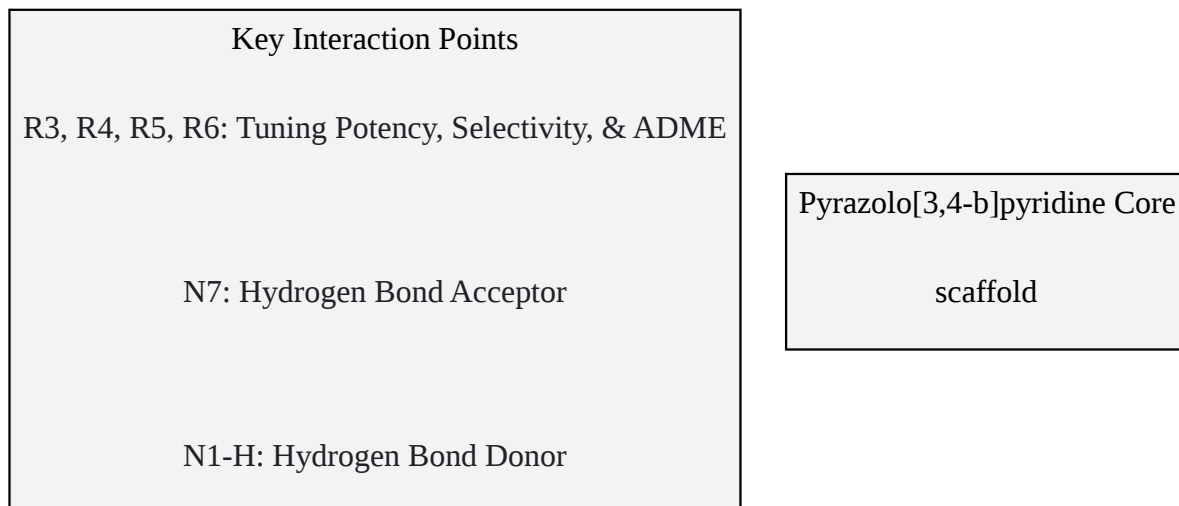 Key Interaction Points
R3, R4, R5, R6: Tuning Potency, Selectivity, & ADME
N7: Hydrogen Bond Acceptor
N1-H: Hydrogen Bond Donor
Pyrazolo[3,4-b]pyridine Core
scaffold